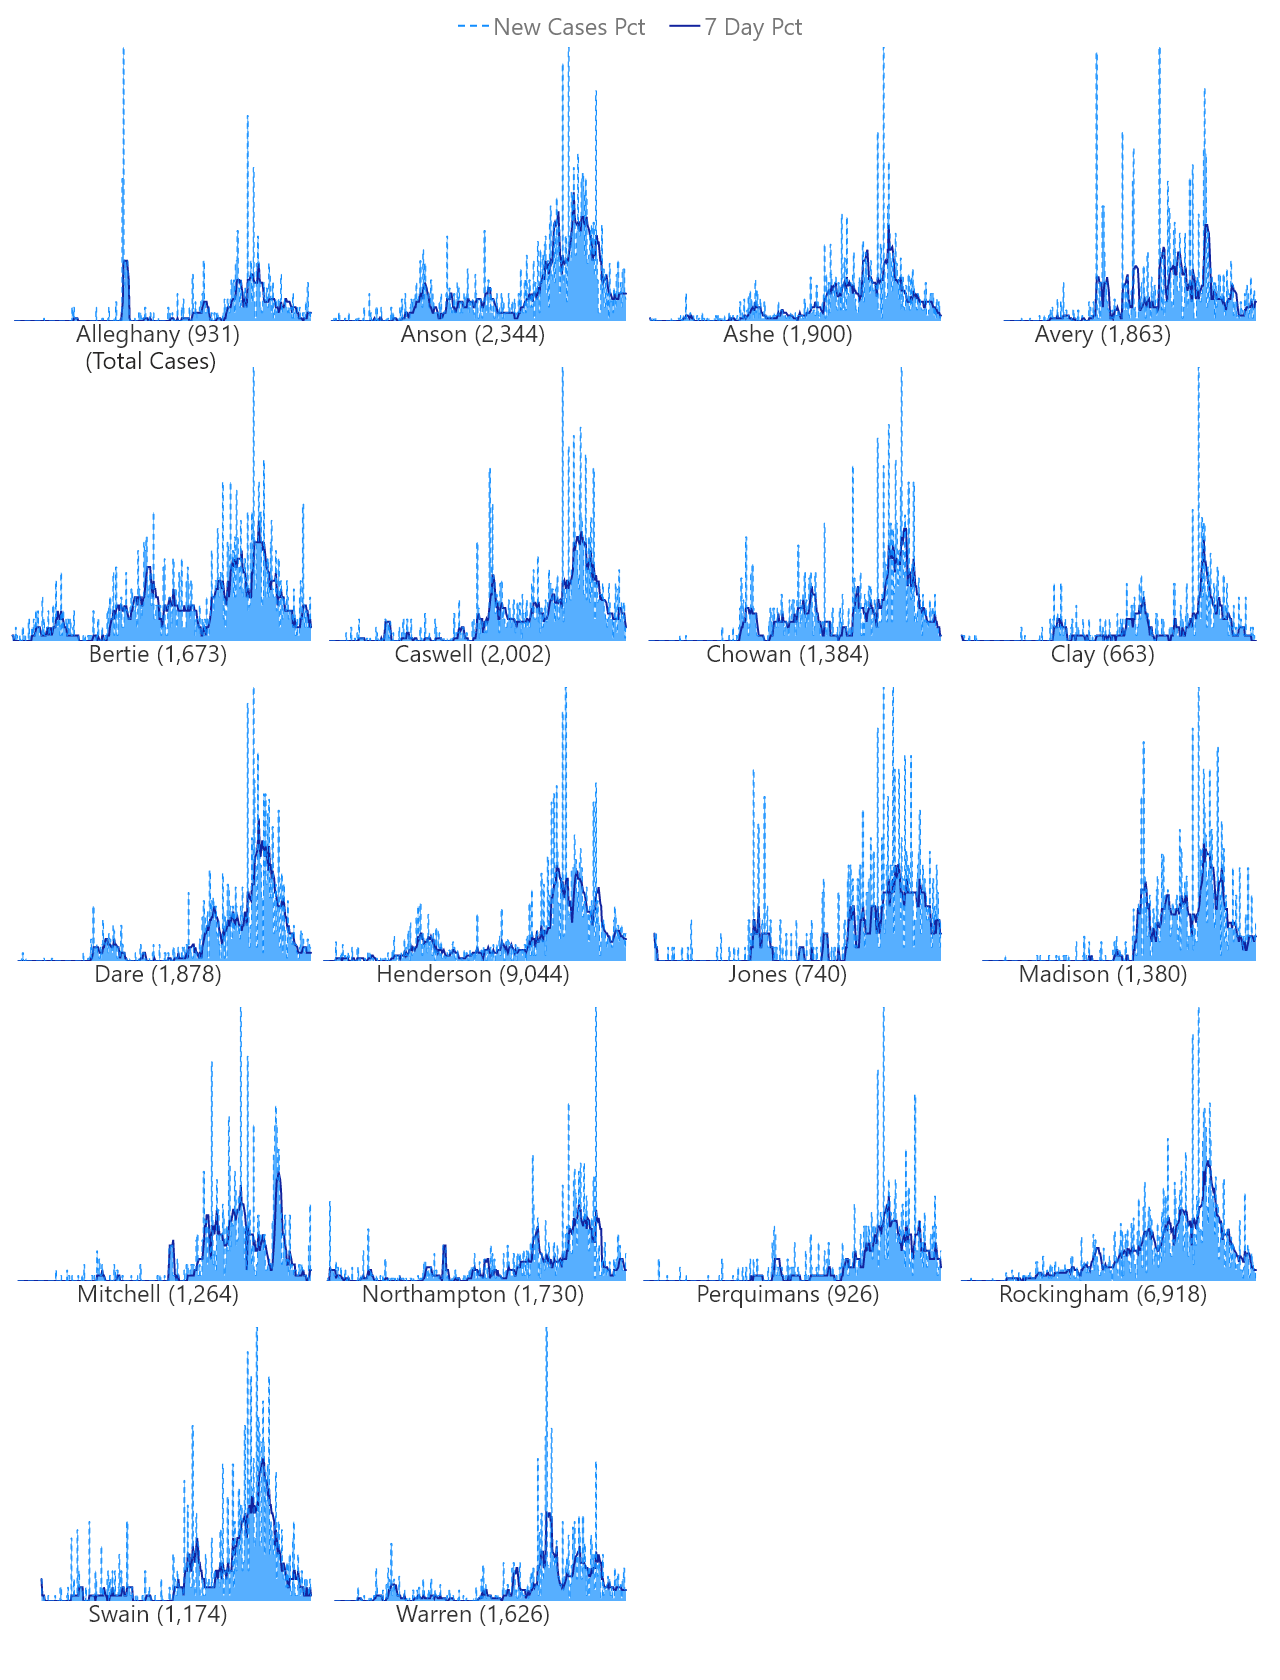 New Cases Pct 7 Day Pct
Alleghany (931) Anson (2,344) Ashe (1,900) Avery (1,863)
(Total Cases)
Bertie (1,673) Caswell (2,002) Chowan (1,384) Clay (663)
Dare (1,878) Henderson (9,044) Jones (740) Madison (1,380)
Mitchell (1,264) Northampton (1,730) Perquimans (926) Rockingham (6,918)
Swain (1,174) Warren (1,626)